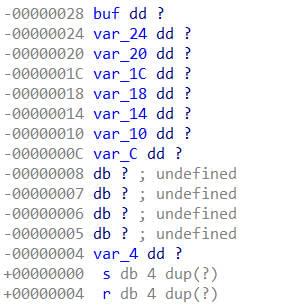 -00000028 buf dd ?
-00000024 var_24 dd ?
-00000020 var_20 dd ?
-0000001C var_1C dd ?
-00000018 var_18 dd ?
-00000014 var_14 dd ?
-00000010 var_10 dd ?
-0000000C var_C dd ?
-00000008 db ? ; undefined
-00000007 db ? ; undefined
-00000006 db ? ; undefined
-00000005 db ? ; undefined
-00000004 var_4 dd ?
+00000000  s db 4 dup(?)
+00000004  r db 4 dup(?)